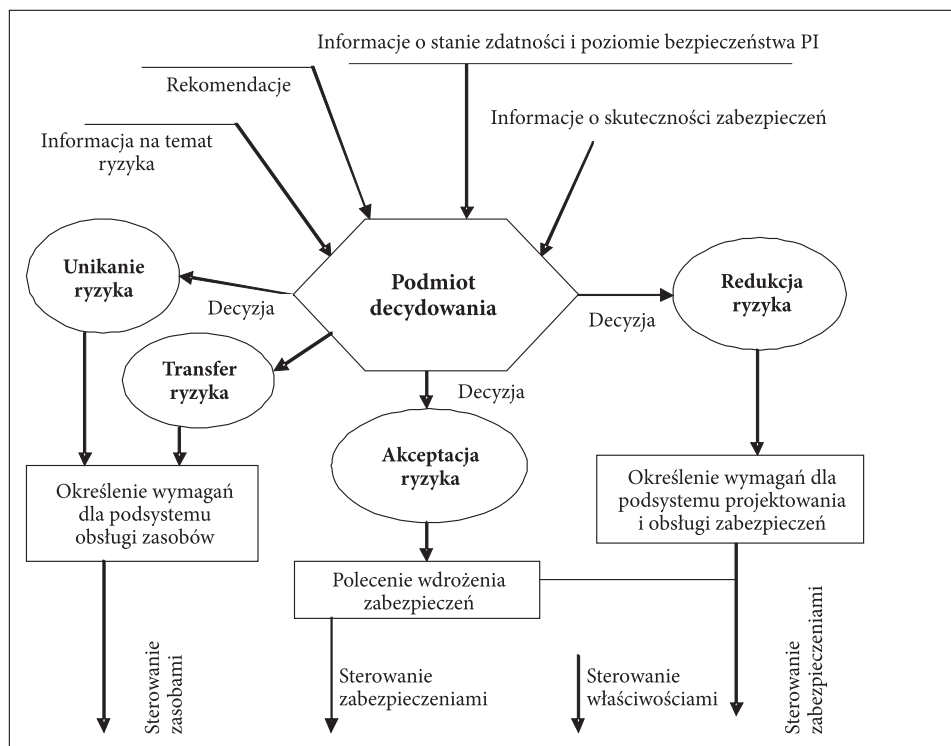 Informacje o stanie zdatności i poziomie bezpieczeństwa PI
Rekomendacje
Informacje o skuteczności zabezpieczeń
Informacja na temat
ryzyka
Unikanie
ryzyka
Podmiot
decydowania
Redukcja
ryzyka
Decyzja
Decyzja
Transfer
ryzyka
Decyzja
Akceptacja
ryzyka
Określenie wymagań
dla podsystemu
obsługi zasobów
Określenie wymagań dla
podsystemu projektowania
i obsługi zabezpieczeń
Polecenie wdrożenia
zabezpieczeń
Sterowanie
zasobami
Sterowanie
zabezpieczeniami
Sterowanie
właściwościami
Sterowanie
zabezpieczeniami